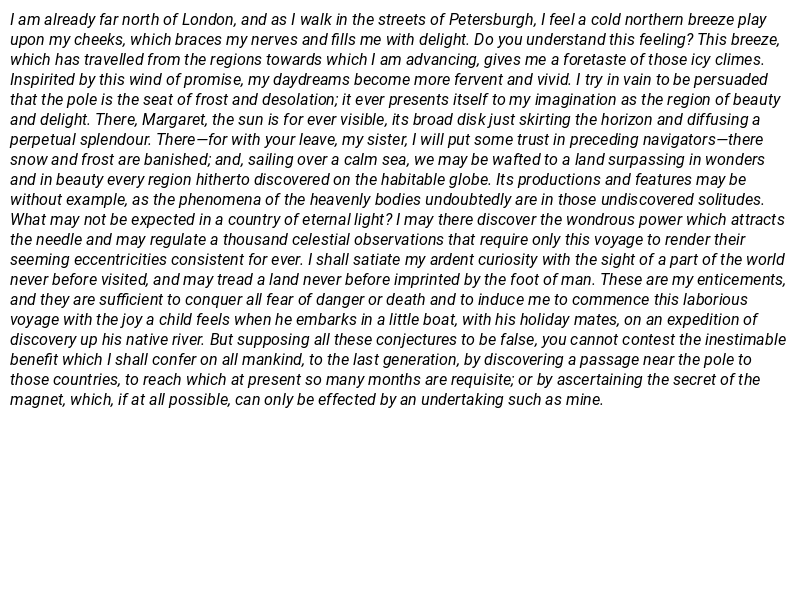 I am already far north of London, and as I walk in the streets of Petersburgh, I feel a cold northern breeze play
upon my cheeks, which braces my nerves and fills me with delight. Do you understand this feeling? This breeze,
which has travelled from the regions towards which I am advancing, gives me a foretaste of those icy climes.
Inspirited by this wind of promise, my daydreams become more fervent and vivid. I try in vain to be persuaded
that the pole is the seat of frost and desolation; it ever presents itself to my imagination as the region of beauty
and delight. There, Margaret, the sun is for ever visible, its broad disk just skirting the horizon and diffusing a
perpetual splendour. There—for with your leave, my sister, I will put some trust in preceding navigators—there
snow and frost are banished; and, sailing over a calm sea, we may be wafted to a land surpassing in wonders
and in beauty every region hitherto discovered on the habitable globe. Its productions and features may be
without example, as the phenomena of the heavenly bodies undoubtedly are in those undiscovered solitudes.
What may not be expected in a country of eternal light? I may there discover the wondrous power which attracts
the needle and may regulate a thousand celestial observations that require only this voyage to render their
seeming eccentricities consistent for ever. I shall satiate my ardent curiosity with the sight of a part of the world
never before visited, and may tread a land never before imprinted by the foot of man. These are my enticements,
and they are sufficient to conquer all fear of danger or death and to induce me to commence this laborious
voyage with the joy a child feels when he embarks in a little boat, with his holiday mates, on an expedition of
discovery up his native river. But supposing all these conjectures to be false, you cannot contest the inestimable
benefit which I shall confer on all mankind, to the last generation, by discovering a passage near the pole to
those countries, to reach which at present so many months are requisite; or by ascertaining the secret of the
magnet, which, if at all possible, can only be effected by an undertaking such as mine.